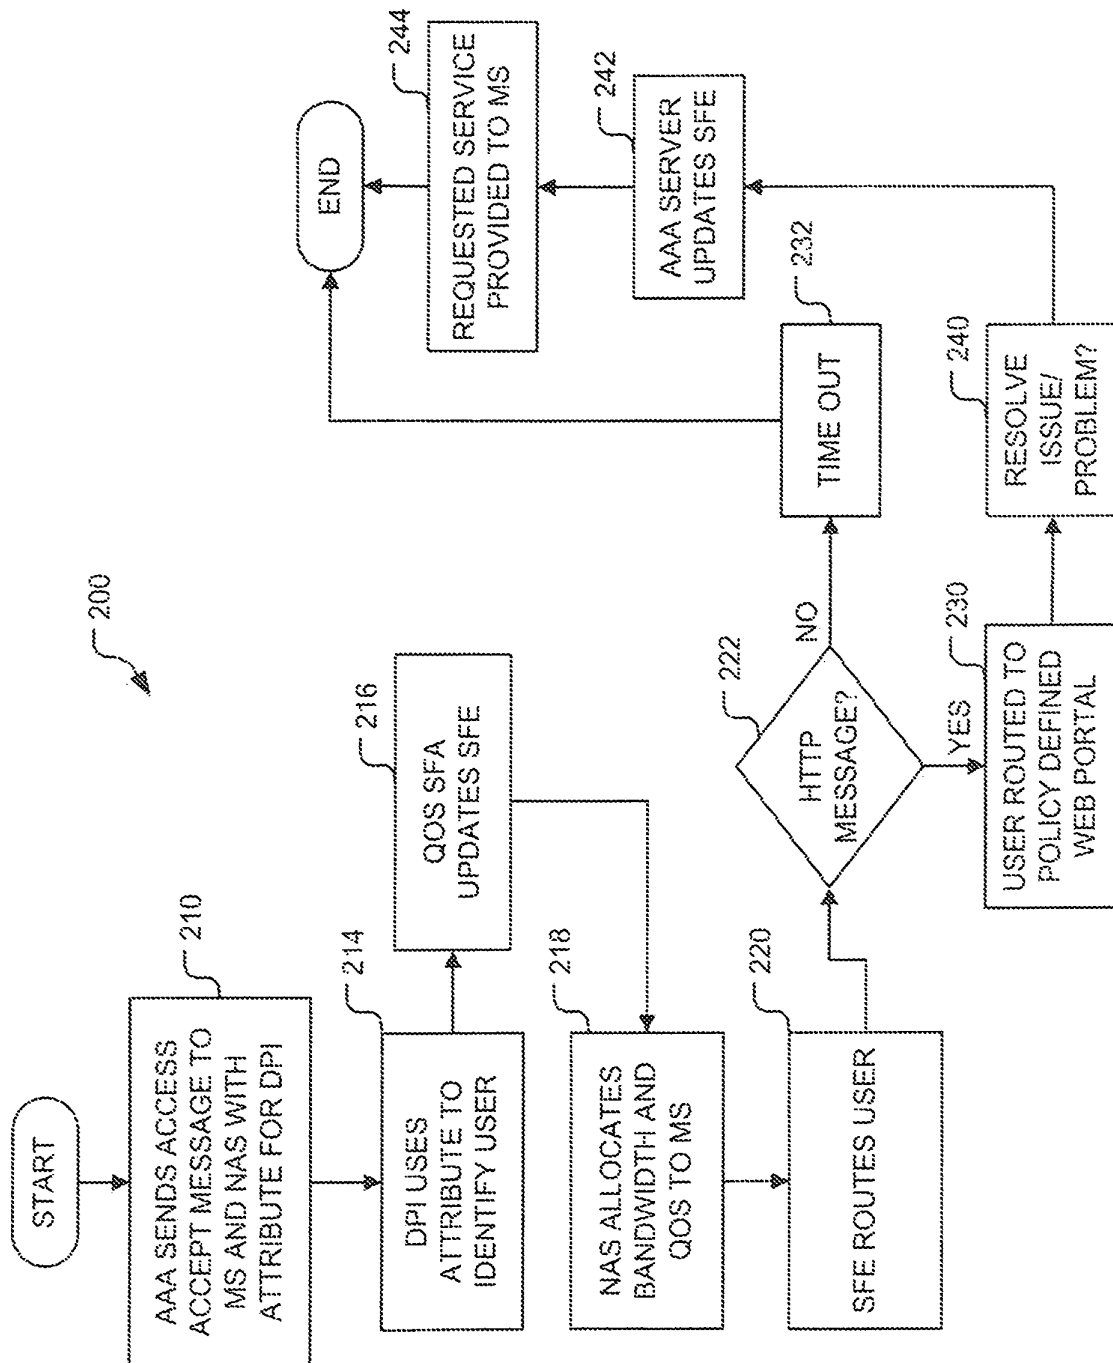 200
START
210
AAA SENDS ACCESS
ACCEPT MESSAGE TO
MS AND NAS WITH
ATTRIBUTE FOR DPI
214
DPI USES
ATTRIBUTE TO
IDENTIFY USER
216
QOS SFA
UPDATES SFE
218
NAS ALLOCATES
BANDWIDTH AND
QOS TO MS
220
SFE ROUTES USER
222
HTTP
MESSAGE?
NO
YES
230
USER ROUTED TO
POLICY DEFINED
WEB PORTAL
232
TIME OUT
240
RESOLVE
ISSUE/
PROBLEM?
242
AAA SERVER
UPDATES SFE
244
REQUESTED SERVICE
PROVIDED TO MS
END